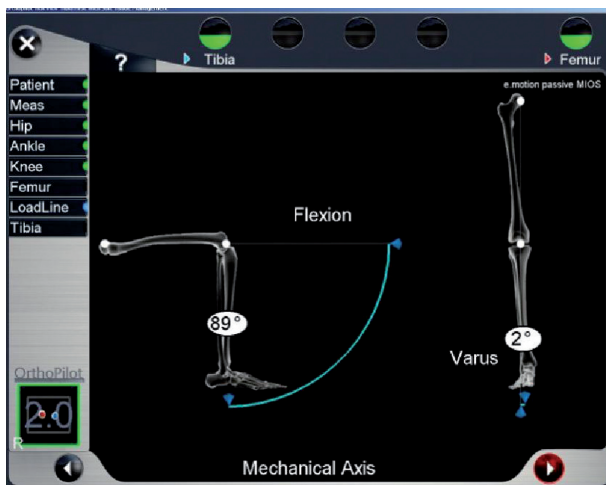 ?
Tibia
Femur
e.motion passive MIOS
Patient
Meas
Hip
Ankle
Knee
Femur
LoadLine
Tibia
Flexion
89°
2°
Varus
OrthoPilot
2.0
R
Mechanical Axis